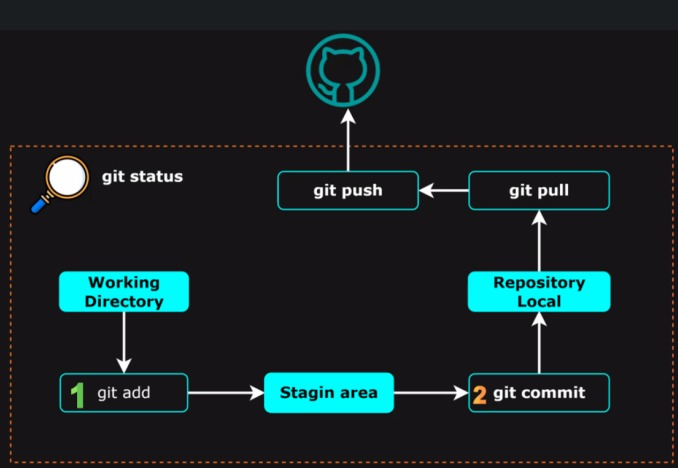 git status
git push
git pull
Working
Directory
Repository
Local
1 git add
Stagin area
2 git commit